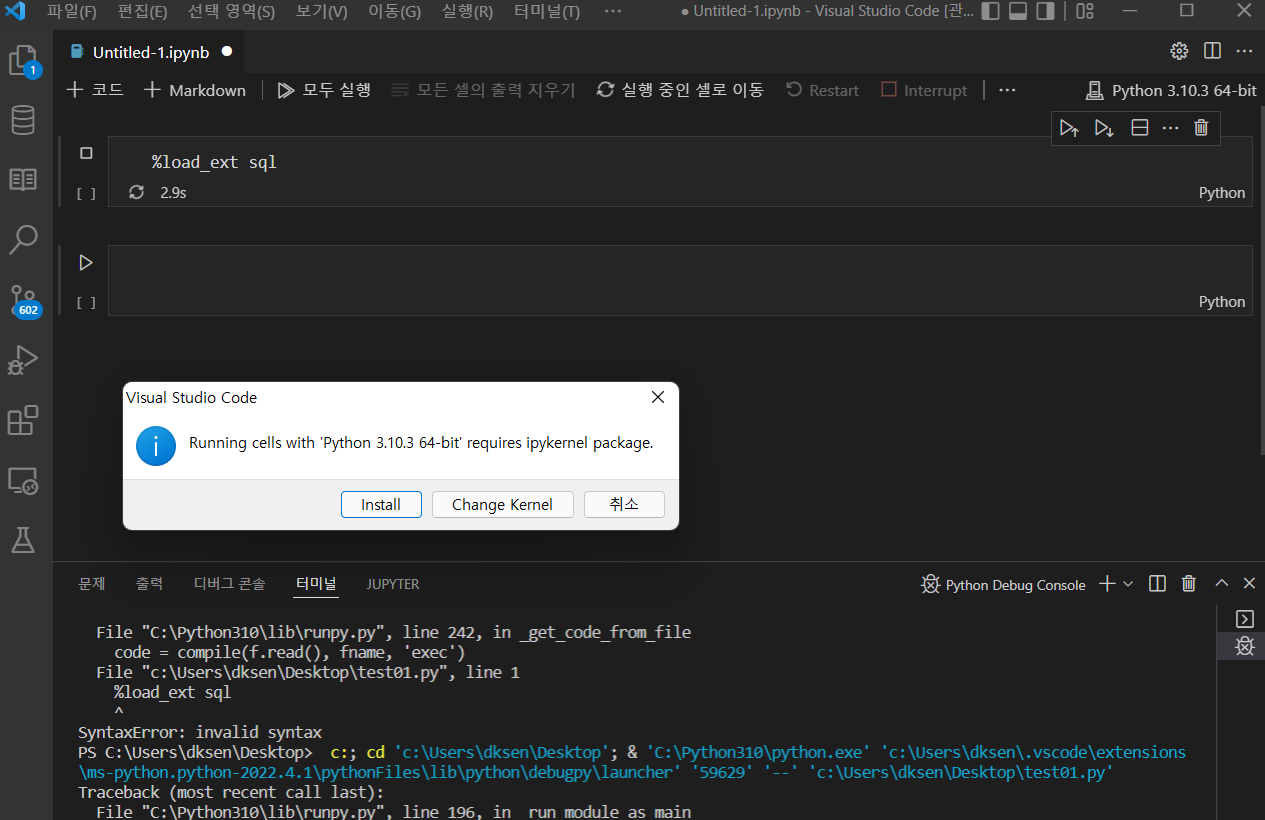 파일(F) 편집(E) 선택 영역(S) 보기(V) 이동(G) 실행(R) 터미널(T) ··· ● Untitled-1.ipynb - Visual Studio Code [관...
1
Untitled-1.ipynb ●
코드 Markdown 모두 실행 모든 셀의 출력 지우기 실행 중인 셀로 이동 Restart Interrupt ··· Python 3.10.3 64-bit
%load_ext sql
[ ] 2.9s Python
[ ] Python
602
Visual Studio Code
Running cells with 'Python 3.10.3 64-bit' requires ipykernel package.
Install Change Kernel 취소
문제 출력 디버그 콘솔 터미널 JUPYTER Python Debug Console
File "C:\Python310\lib\runpy.py", line 242, in _get_code_from_file
code = compile(f.read(), fname, 'exec')
File "c:\Users\dksen\Desktop\test01.py", line 1
%load_ext sql
^
SyntaxError: invalid syntax
PS C:\Users\dksen\Desktop> c:; cd 'c:\Users\dksen\Desktop'; & 'C:\Python310\python.exe' 'c:\Users\dksen\.vscode\extensions
\ms-python.python-2022.4.1\pythonFiles\lib\python\debugpy\launcher' '59629' '--' 'c:\Users\dksen\Desktop\test01.py'
Traceback (most recent call last):
File "C:\Python310\lib\runpy.py", line 196, in _run_module_as_main